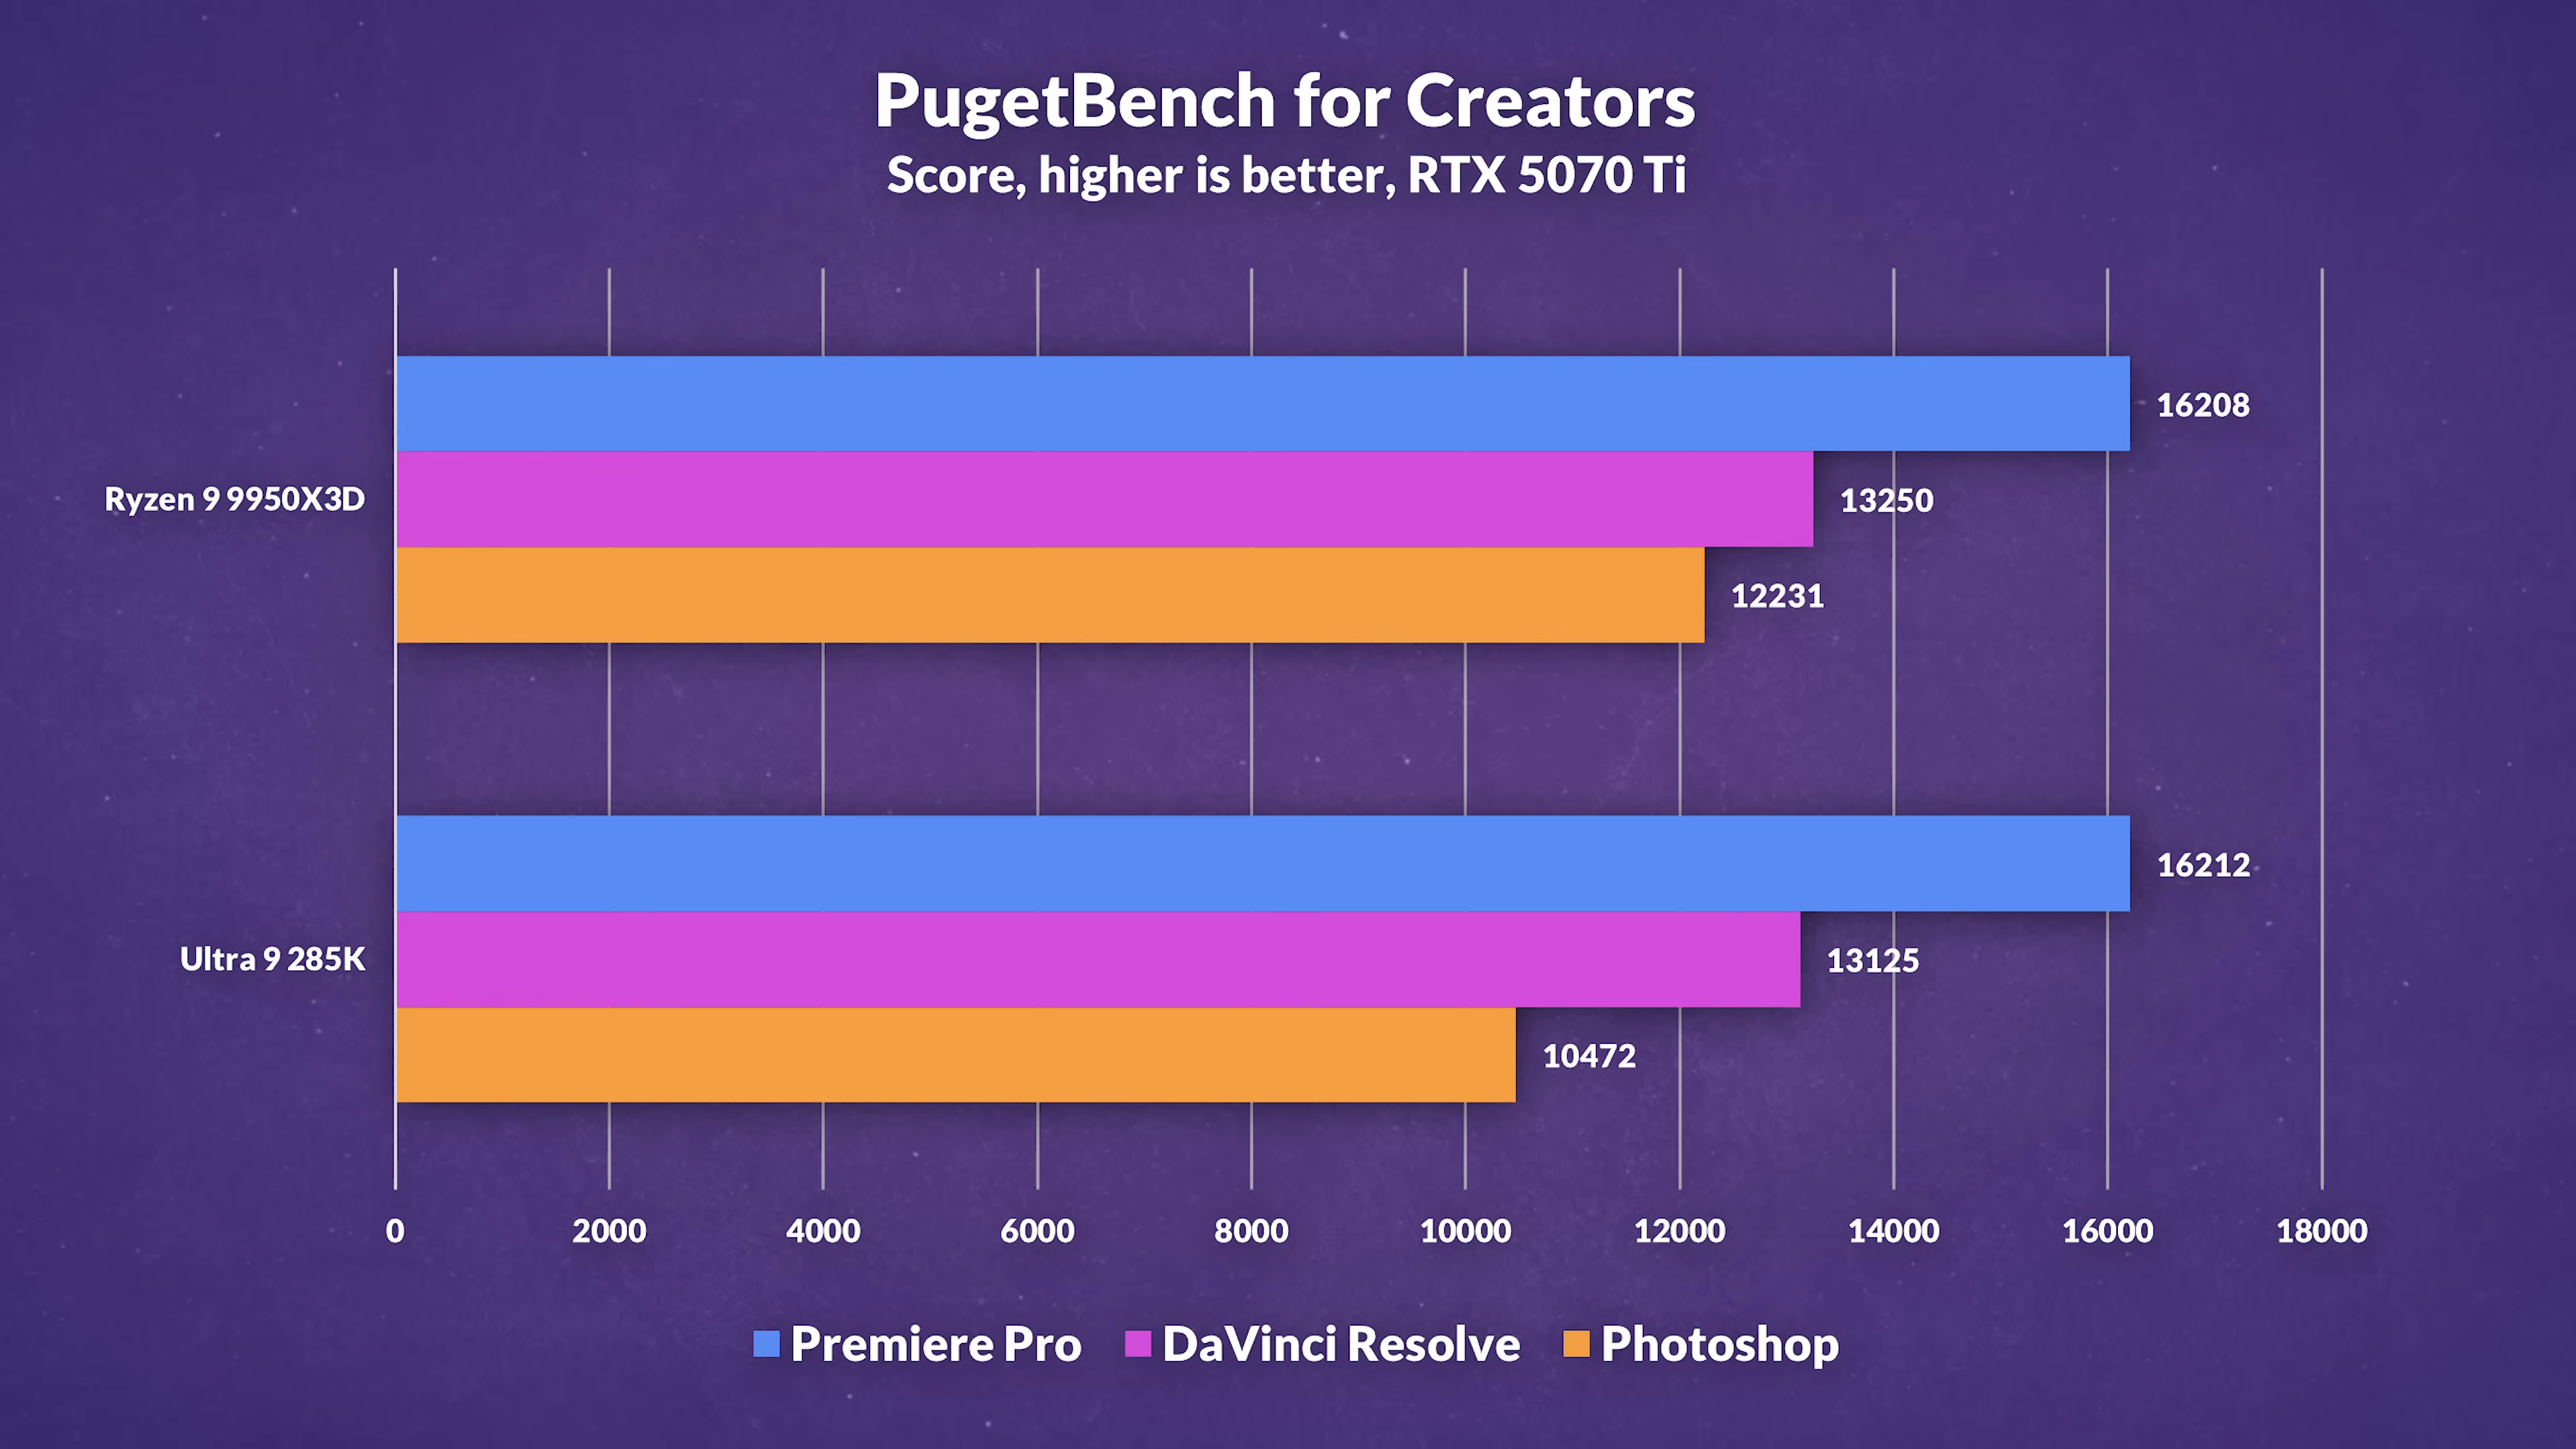 PugetBench for Creators
Score, higher is better, RTX 5070 Ti
16208
Ryzen 9 9950X3D
13250
12231
16212
Ultra 9 285K
13125
10472
0 2000 4000 6000 8000 10000 12000 14000 16000 18000
Premiere Pro DaVinci Resolve Photoshop